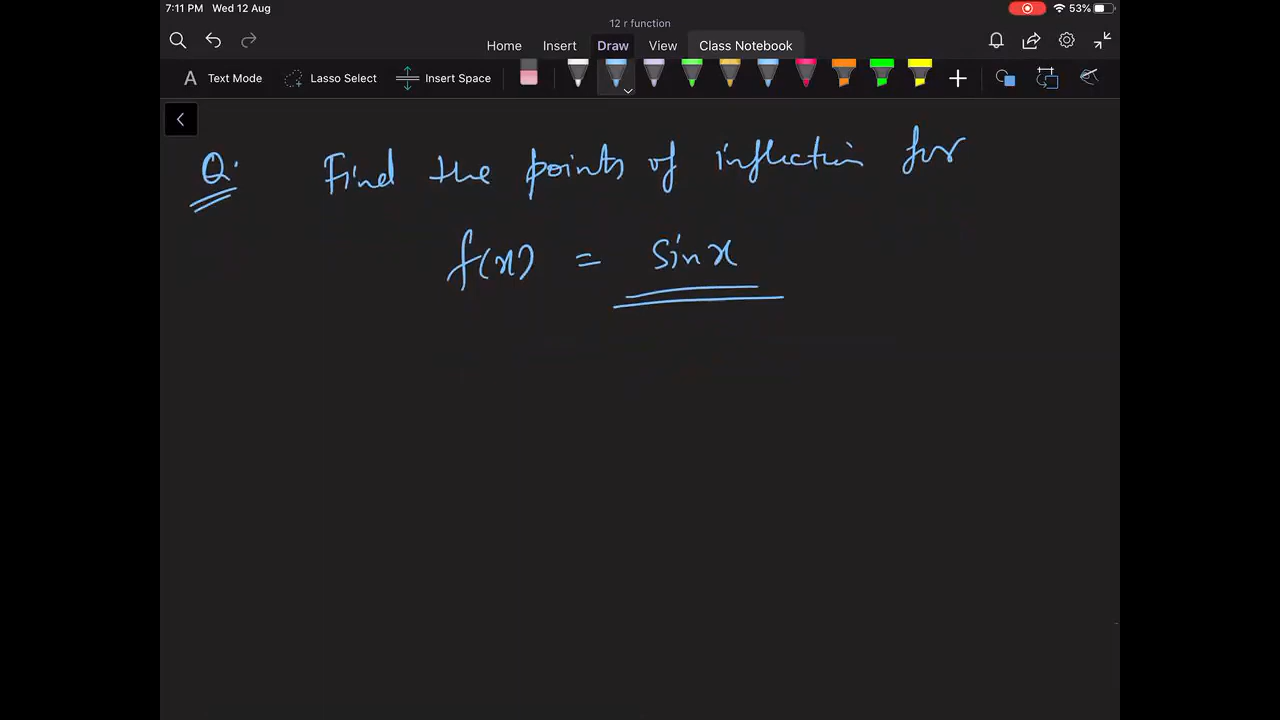 7:11 PM Wed 12 Aug 53%
12 r function
Home Insert Draw View Class Notebook
A Text Mode Lasso Select Insert Space
Q. Find the points of inflection for
f(x) = sin x